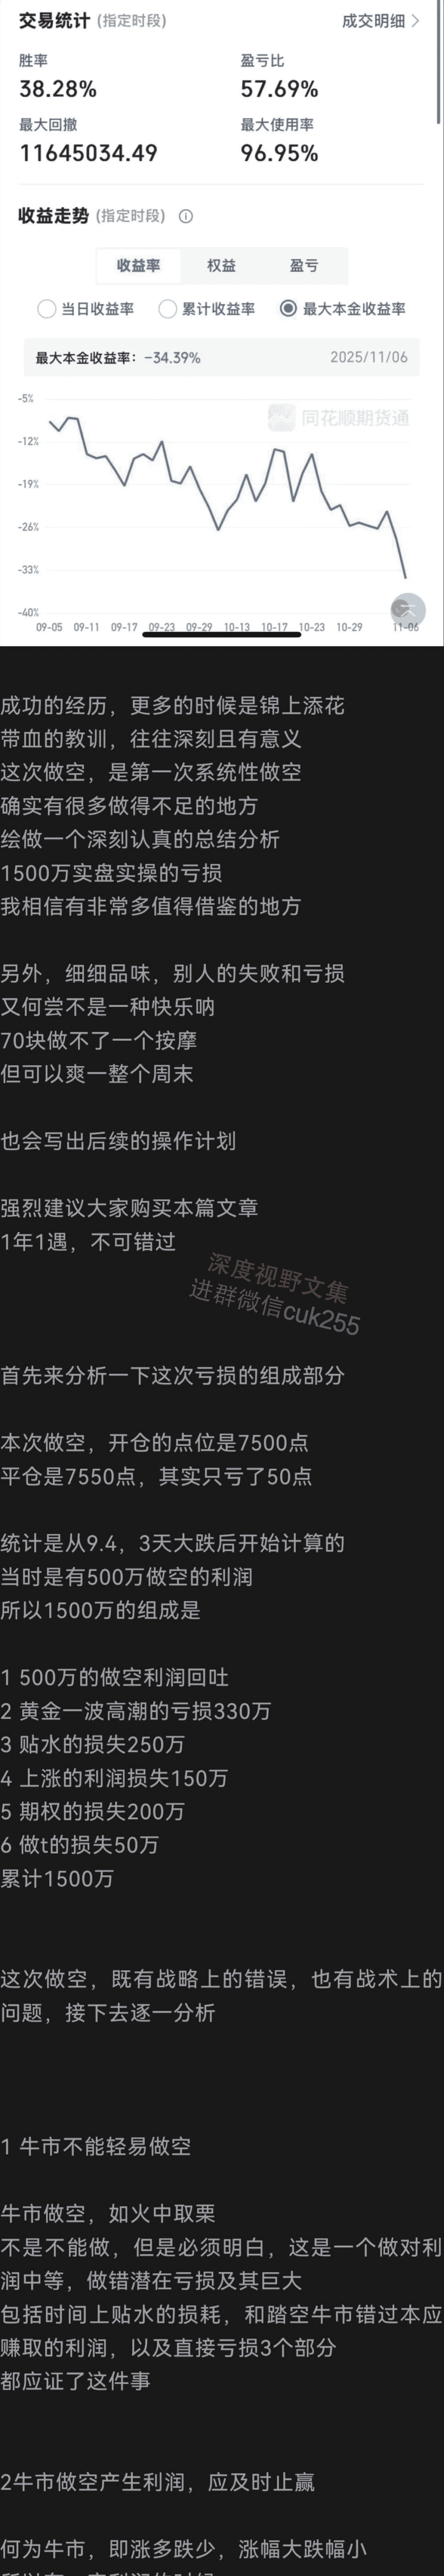 交易统计 (指定时段) 成交明细 >
胜率 盈亏比
38.28% 57.69%
最大回撤 最大使用率
11645034.49 96.95%
收益走势 (指定时段)
收益率 权益 盈亏
当日收益率 累计收益率 最大本金收益率
最大本金收益率: -34.39% 2025/11/06
-5%
同花顺期货通
-12%
-19%
-26%
-33%
-40%
09-05 09-11 09-17 09-23 09-29 10-13 10-17 10-23 10-29 11-06
成功的经历，更多的时候是锦上添花
带血的教训，往往深刻且有意义
这次做空，是第一次系统性做空
确实有很多做得不足的地方
绘做一个深刻认真的总结分析
1500万实盘实操的亏损
我相信有非常多值得借鉴的地方
另外，细细品味，别人的失败和亏损
又何尝不是一种快乐呐
70块做不了一个按摩
但可以爽一整个周末
也会写出后续的操作计划
强烈建议大家购买本篇文章
1年1遇，不可错过
深度视野文集
进群微信cuk255
首先来分析一下这次亏损的组成部分
本次做空，开仓的点位是7500点
平仓是7550点，其实只亏了50点
统计是从9.4，3天大跌后开始计算的
当时是有500万做空的利润
所以1500万的组成是
1 500万的做空利润回吐
2 黄金一波高潮的亏损330万
3 贴水的损失250万
4 上涨的利润损失150万
5 期权的损失200万
6 做t的损失50万
累计1500万
这次做空，既有战略上的错误，也有战术上的
问题，接下去逐一分析
1 牛市不能轻易做空
牛市做空，如火中取栗
不是不能做，但是必须明白，这是一个做对利
润中等，做错潜在亏损及其巨大
包括时间上贴水的损耗，和踏空牛市错过本应
赚取的利润，以及直接亏损3个部分
都应证了这件事
2牛市做空产生利润，应及时止赢
何为牛市，即涨多跌少，涨幅大跌幅小